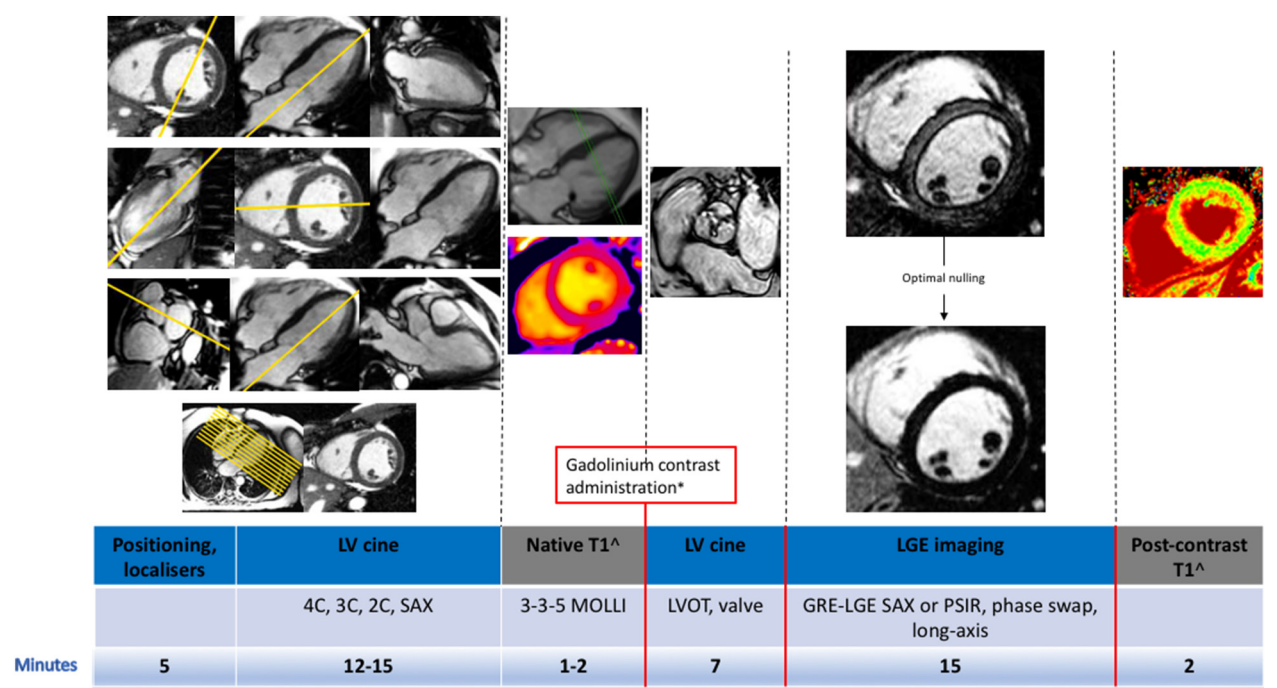 Optimal nulling
Gadolinium contrast
administration*
Positioning,
localisers
LV cine
Native T1^
LV cine
LGE imaging
Post-contrast
T1^
4C, 3C, 2C, SAX
3-3-5 MOLLI
LVOT, valve
GRE-LGE SAX or PSIR, phase swap,
long-axis
Minutes
5
12-15
1-2
7
15
2